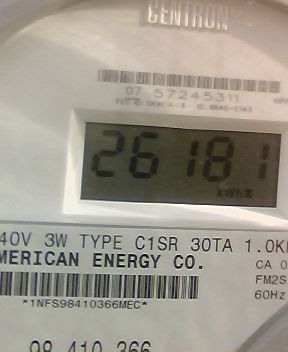 CENTRON
07 57245311
26181
kWh
40V 3W TYPE C1SR 30TA 1.0K
MERICAN ENERGY CO.
CA 0
FM2S
60Hz
*1NFS98410366MEC*
98 410 366